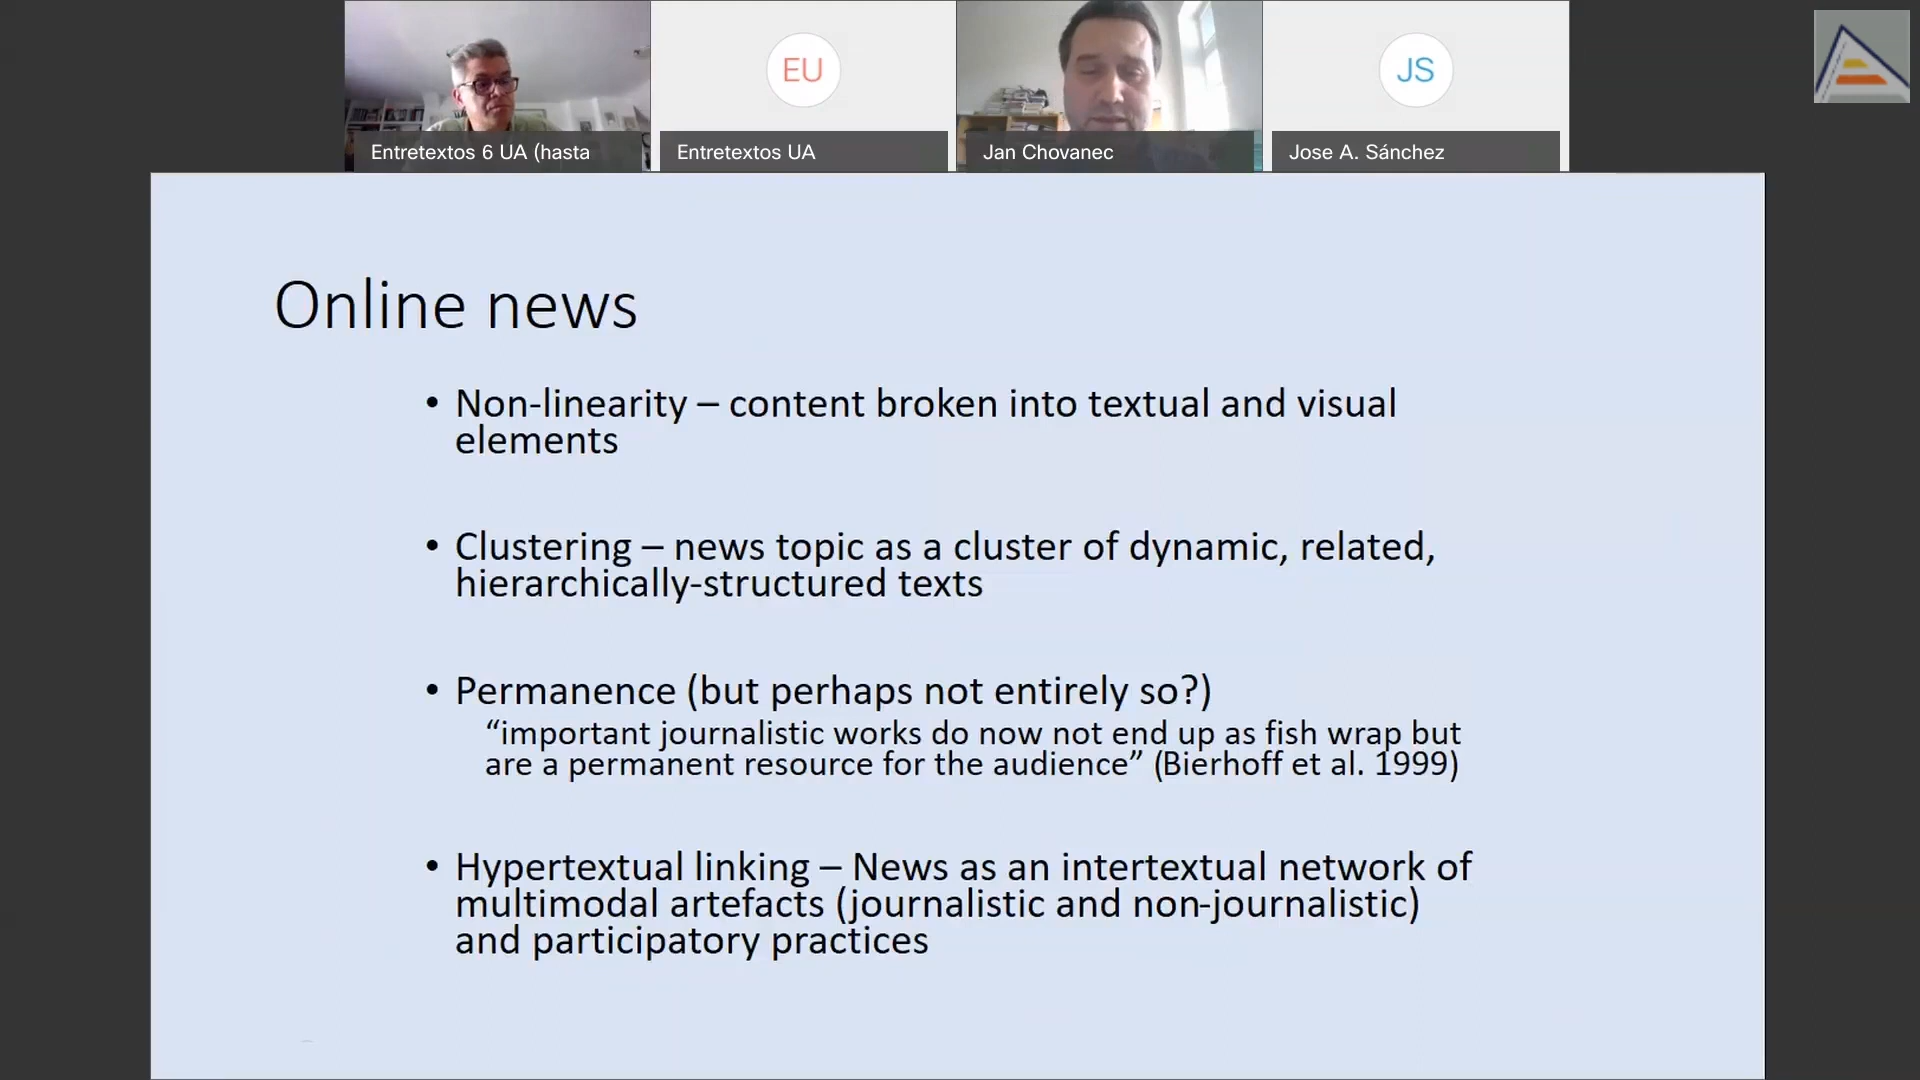 EU
JS
Entretextos 6 UA (hasta
Entretextos UA
Jan Chovanec
Jose A. Sánchez
Online news
• Non-linearity – content broken into textual and visual
elements
• Clustering – news topic as a cluster of dynamic, related,
hierarchically-structured texts
• Permanence (but perhaps not entirely so?)
“important journalistic works do now not end up as fish wrap but
are a permanent resource for the audience” (Bierhoff et al. 1999)
• Hypertextual linking – News as an intertextual network of
multimodal artefacts (journalistic and non-journalistic)
and participatory practices